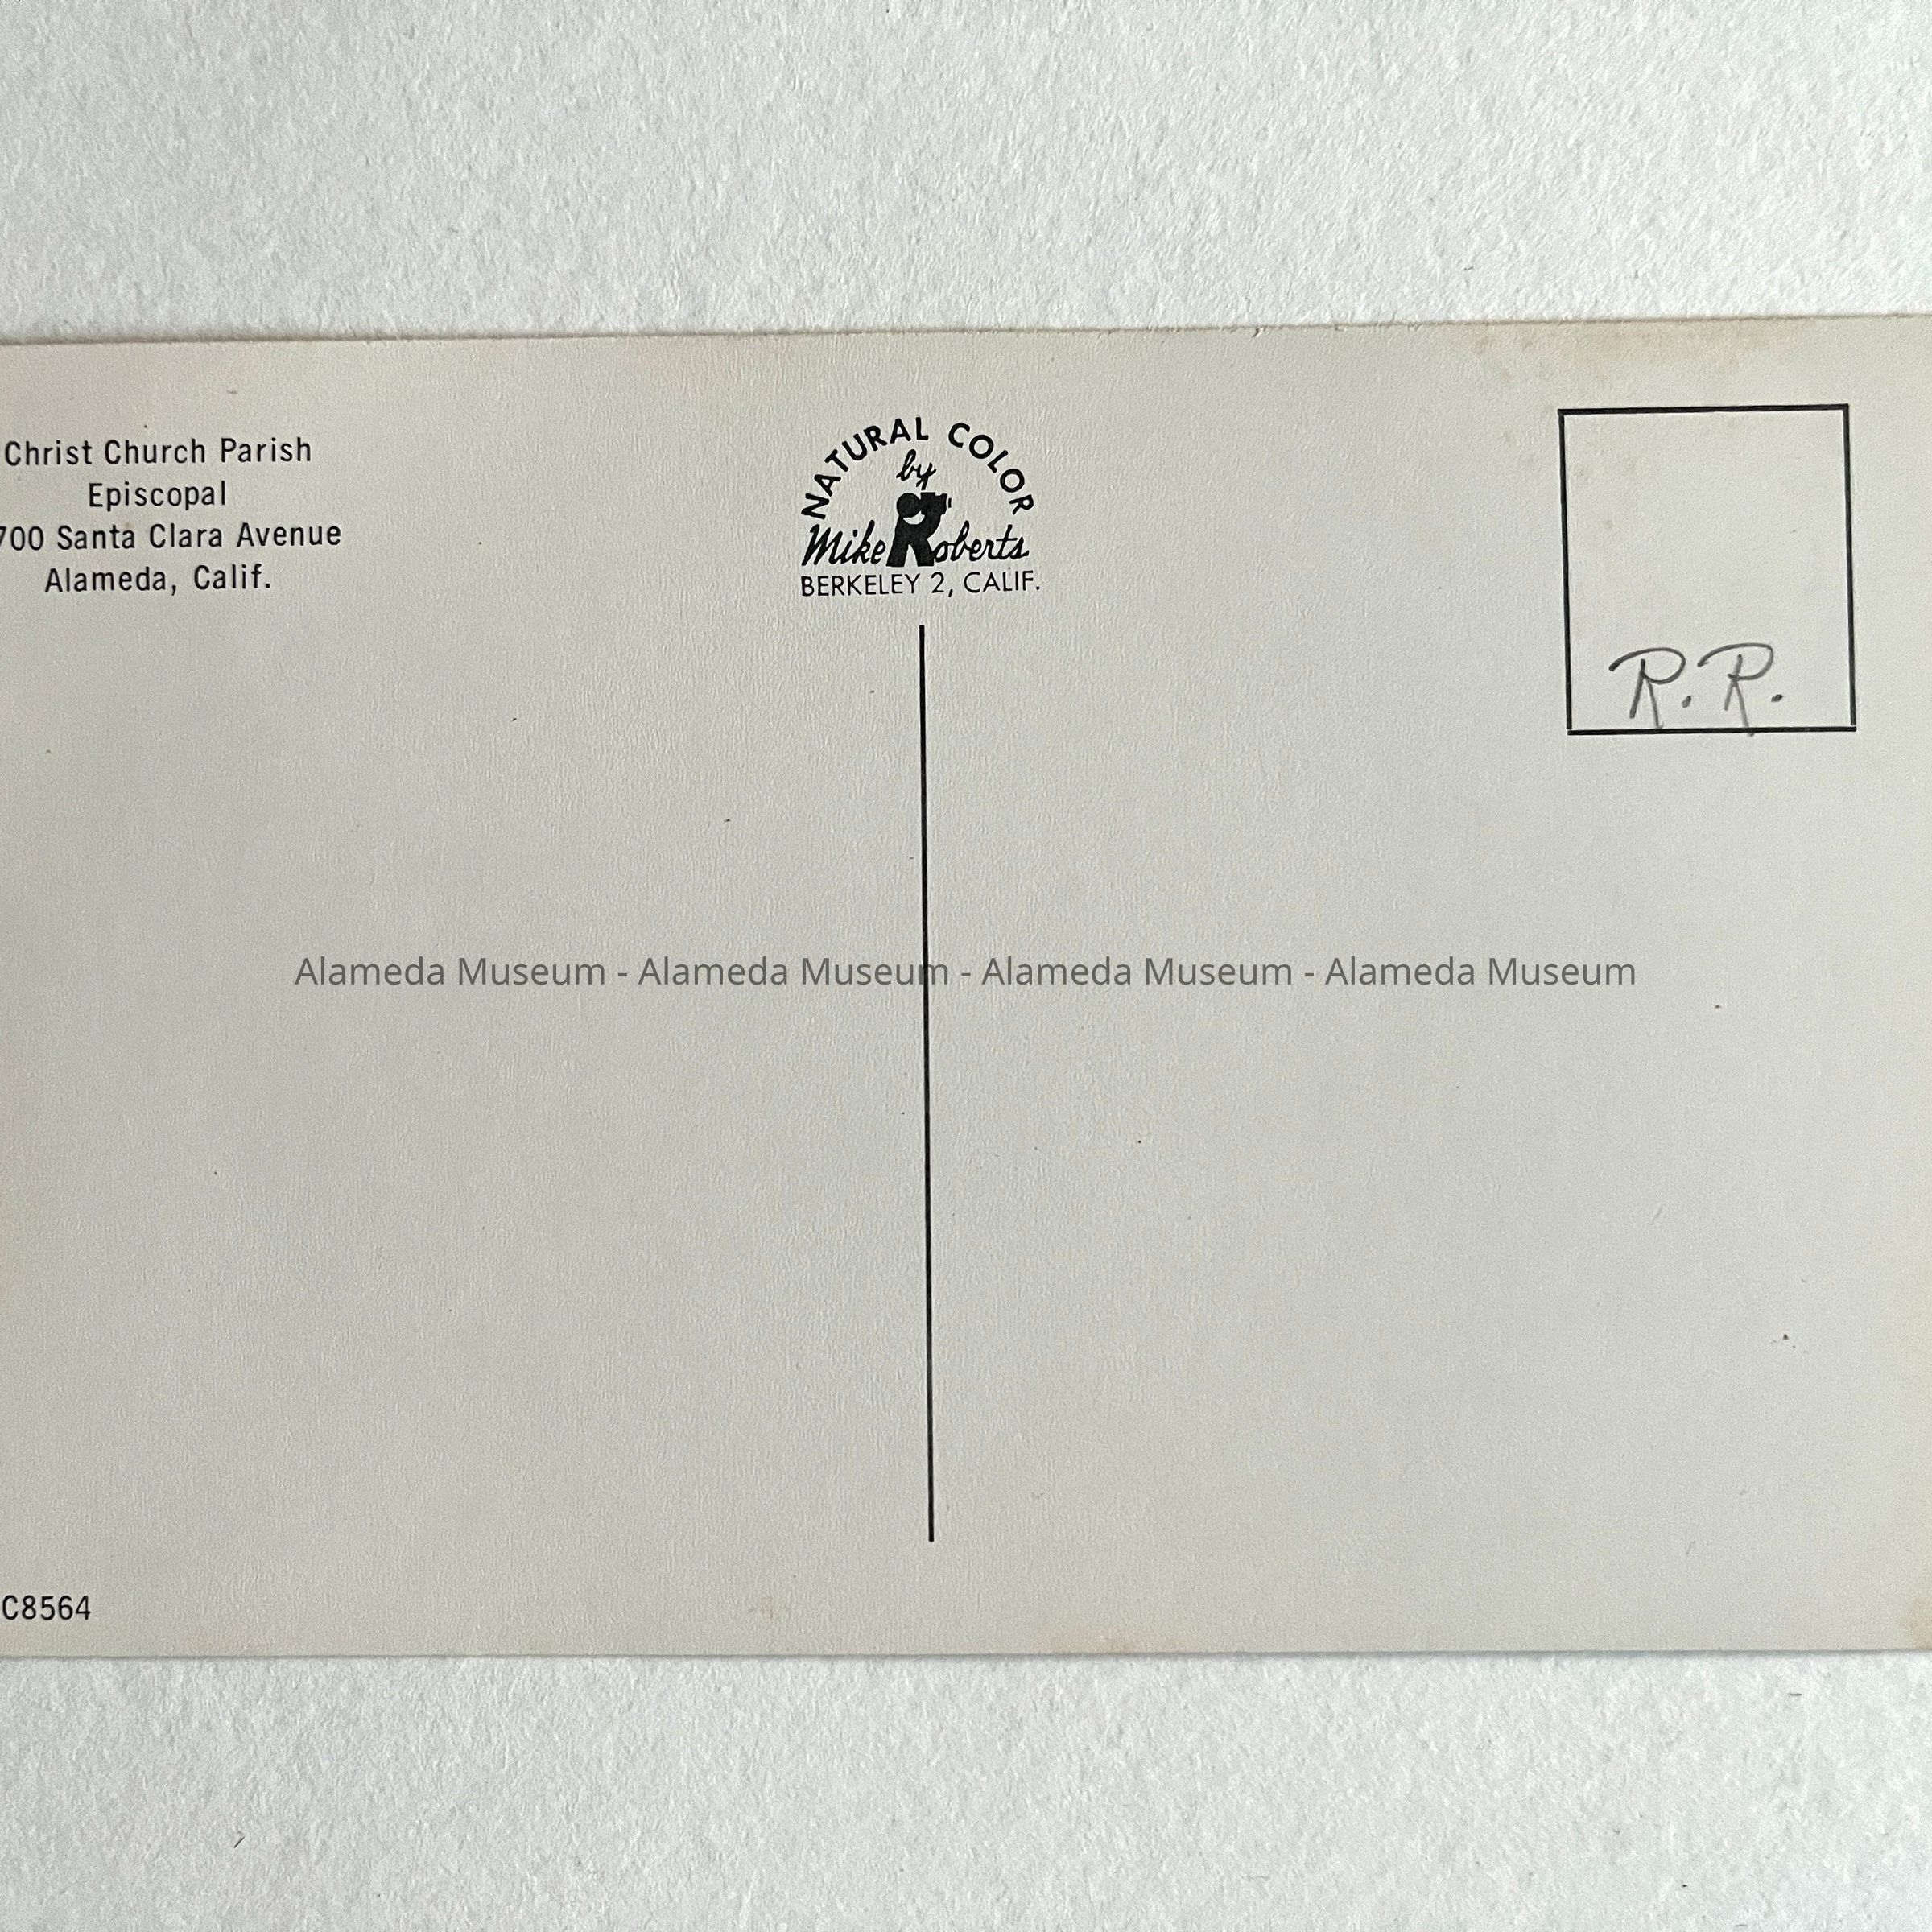 Christ Church Parish
Episcopal
700 Santa Clara Avenue
Alameda, Calif.
NATURAL COLOR
by
Mike Roberts
BERKELEY 2, CALIF.
R. R.
Alameda Museum - Alameda Museum - Alameda Museum - Alameda Museum
C8564